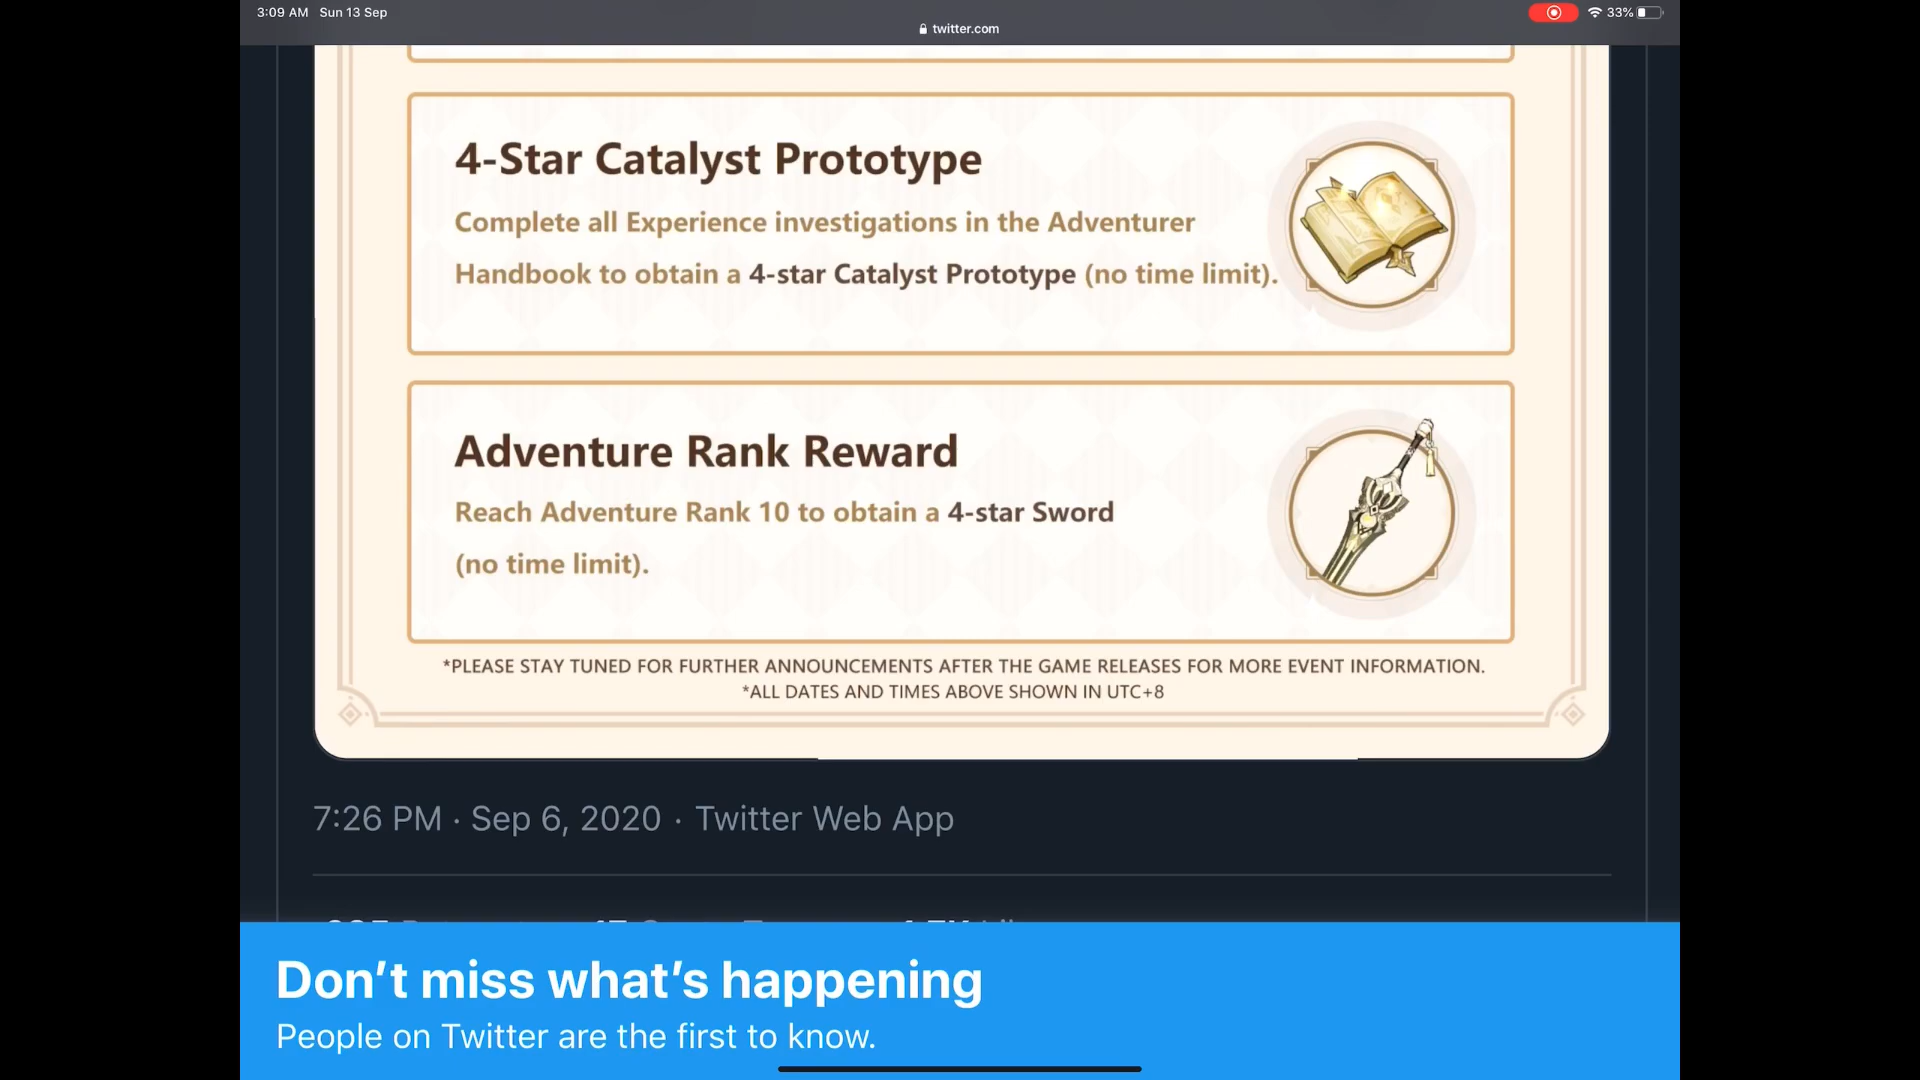 3:09 AM Sun 13 Sep
33%
twitter.com
4-Star Catalyst Prototype
Complete all Experience investigations in the Adventurer
Handbook to obtain a 4-star Catalyst Prototype (no time limit).
Adventure Rank Reward
Reach Adventure Rank 10 to obtain a 4-star Sword
(no time limit).
*PLEASE STAY TUNED FOR FURTHER ANNOUNCEMENTS AFTER THE GAME RELEASES FOR MORE EVENT INFORMATION.
*ALL DATES AND TIMES ABOVE SHOWN IN UTC+8
7:26 PM · Sep 6, 2020 · Twitter Web App
Don’t miss what’s happening
People on Twitter are the first to know.